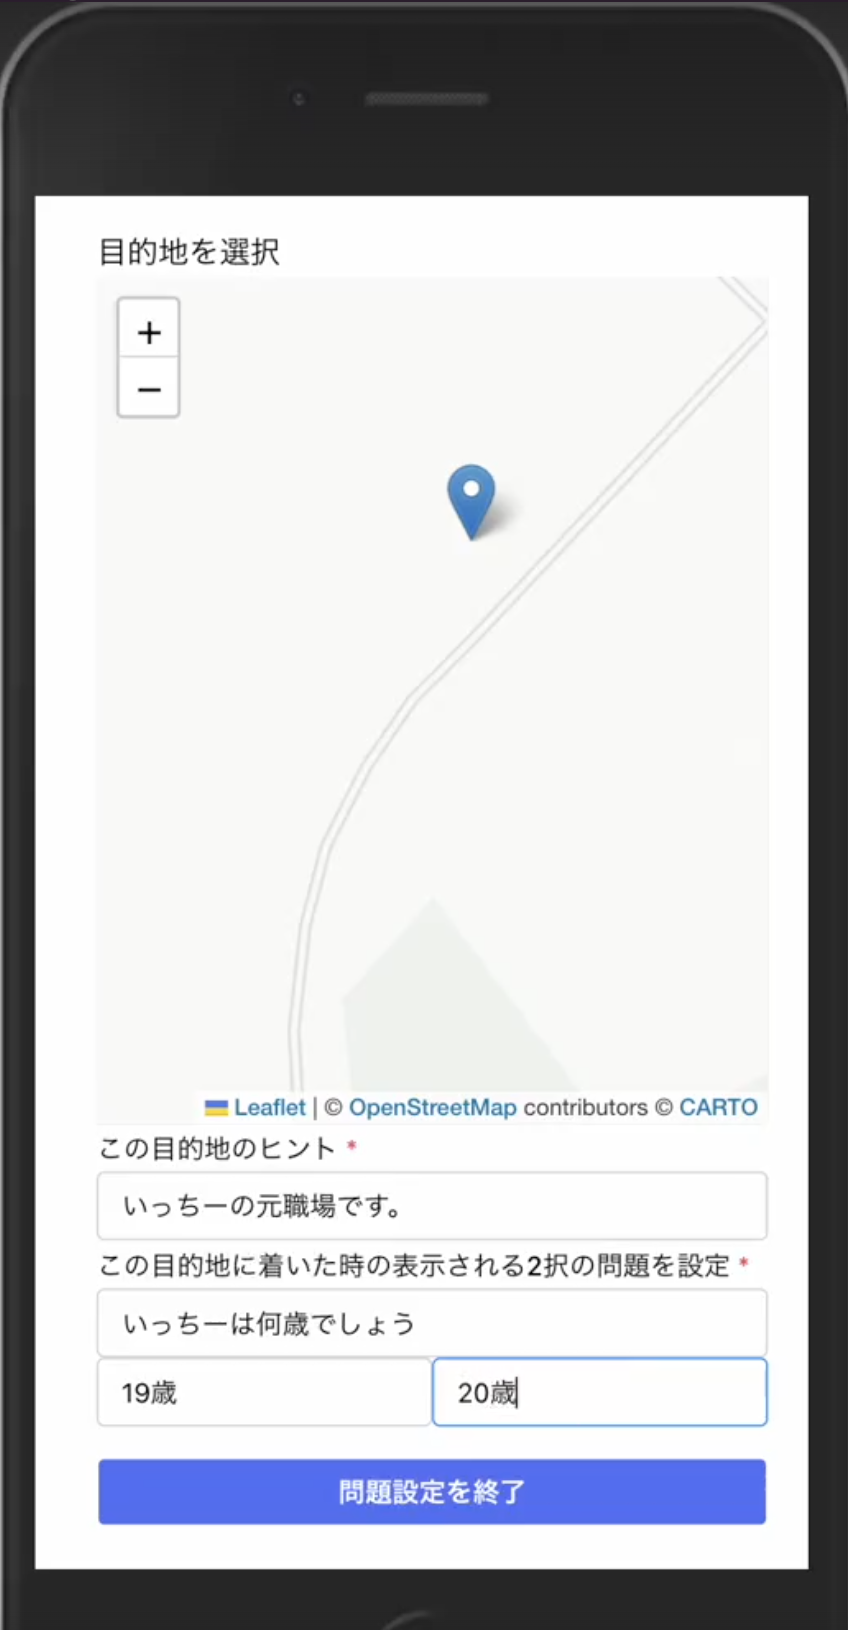 目的地を選択
+
−
Leaflet | © OpenStreetMap contributors © CARTO
この目的地のヒント *
いっちーの元職場です。
この目的地に着いた時の表示される2択の問題を設定 *
いっちーは何歳でしょう
19歳 20歳
問題設定を終了